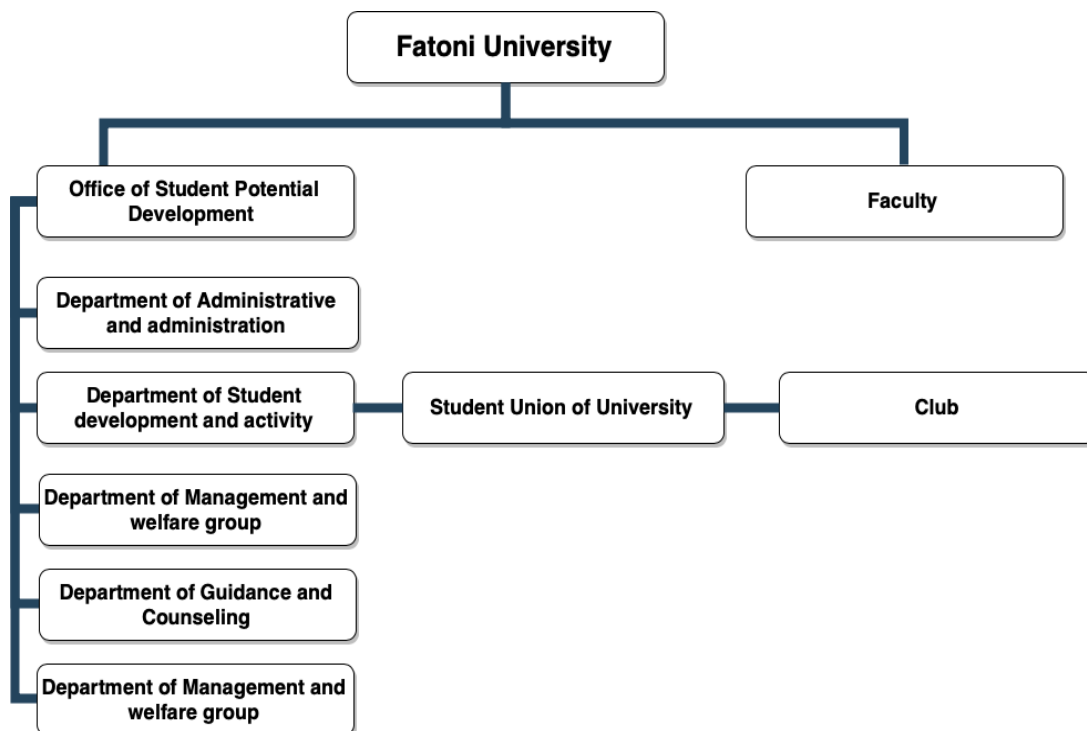 Fatoni University
Office of Student Potential
Development
Faculty
Department of Administrative
and administration
Department of Student
development and activity
Student Union of University
Club
Department of Management and
welfare group
Department of Guidance and
Counseling
Department of Management and
welfare group